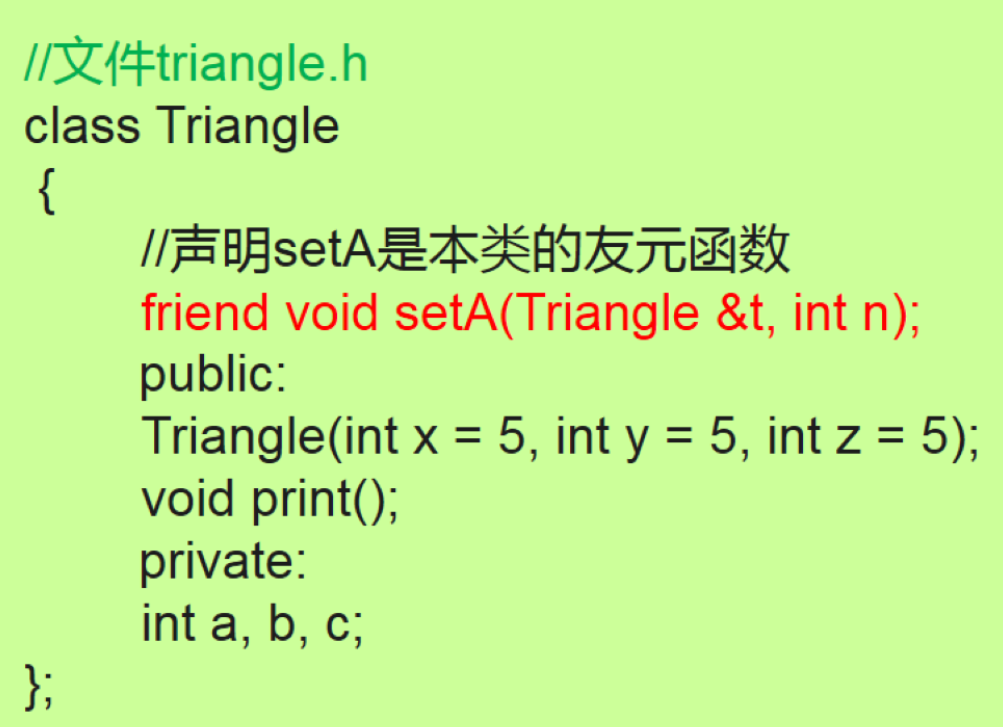 //文件triangle.h
class Triangle
{
//声明setA是本类的友元函数
friend void setA(Triangle &t, int n);
public:
Triangle(int x = 5, int y = 5, int z = 5);
void print();
private:
int a, b, c;
};